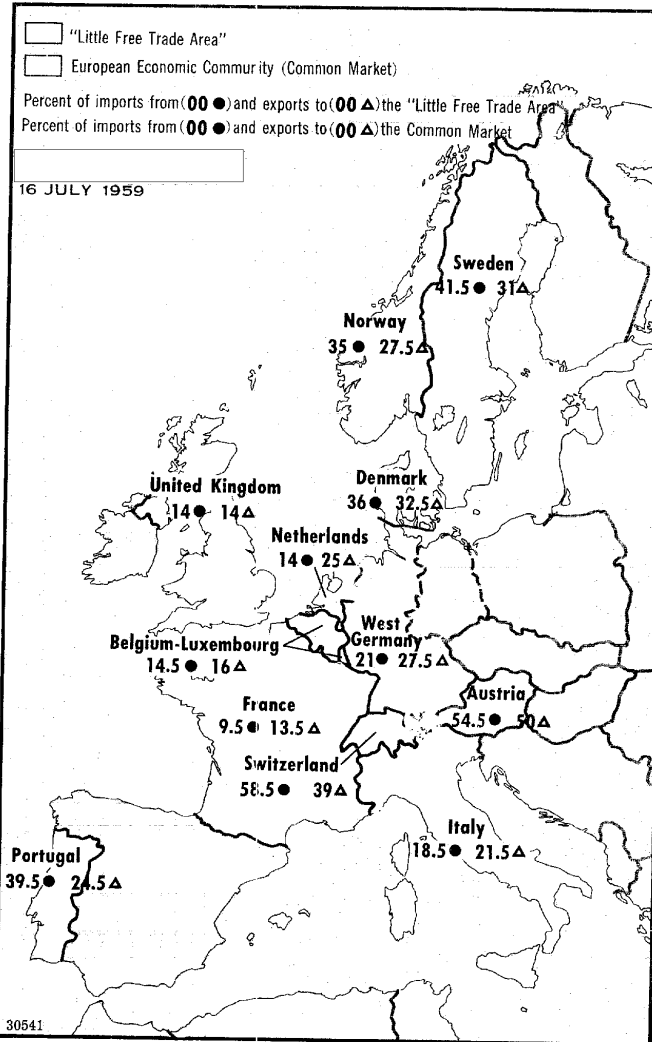 "Little Free Trade Area"
European Economic Community (Common Market)
Percent of imports from (00 ●) and exports to (00 △) the "Little Free Trade Area"
Percent of imports from (00 ●) and exports to (00 △) the Common Market
16 JULY 1959
Sweden
41.5 ● 31 △
Norway
35 ● 27.5 △
United Kingdom
14 ● 14 △
Denmark
36 ● 32.5 △
Netherlands
14 ● 25 △
West
Germany
21 ● 27.5 △
Belgium-Luxembourg
14.5 ● 16 △
France
9.5 ● 13.5 △
Austria
54.5 ● 50 △
Switzerland
58.5 ● 39 △
Italy
18.5 ● 21.5 △
Portugal
39.5 ● 24.5 △
30541